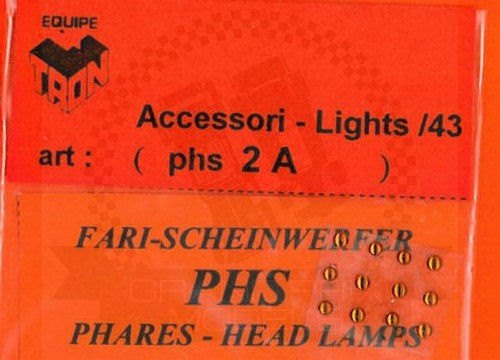 EQUIPE
TRON
Accessori - Lights /43
art : ( phs 2 A )
FARI-SCHEINWERFER
PHS
PHARES - HEAD LAMPS